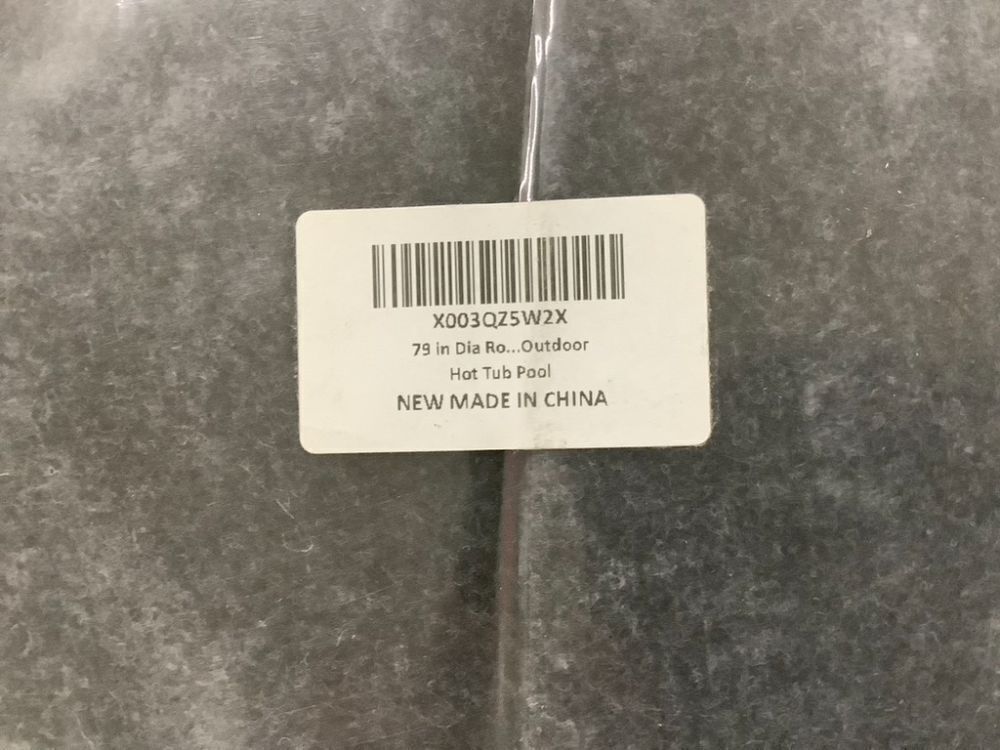 X003QZ5W2X
79 in Dia Ro...Outdoor
Hot Tub Pool
NEW MADE IN CHINA